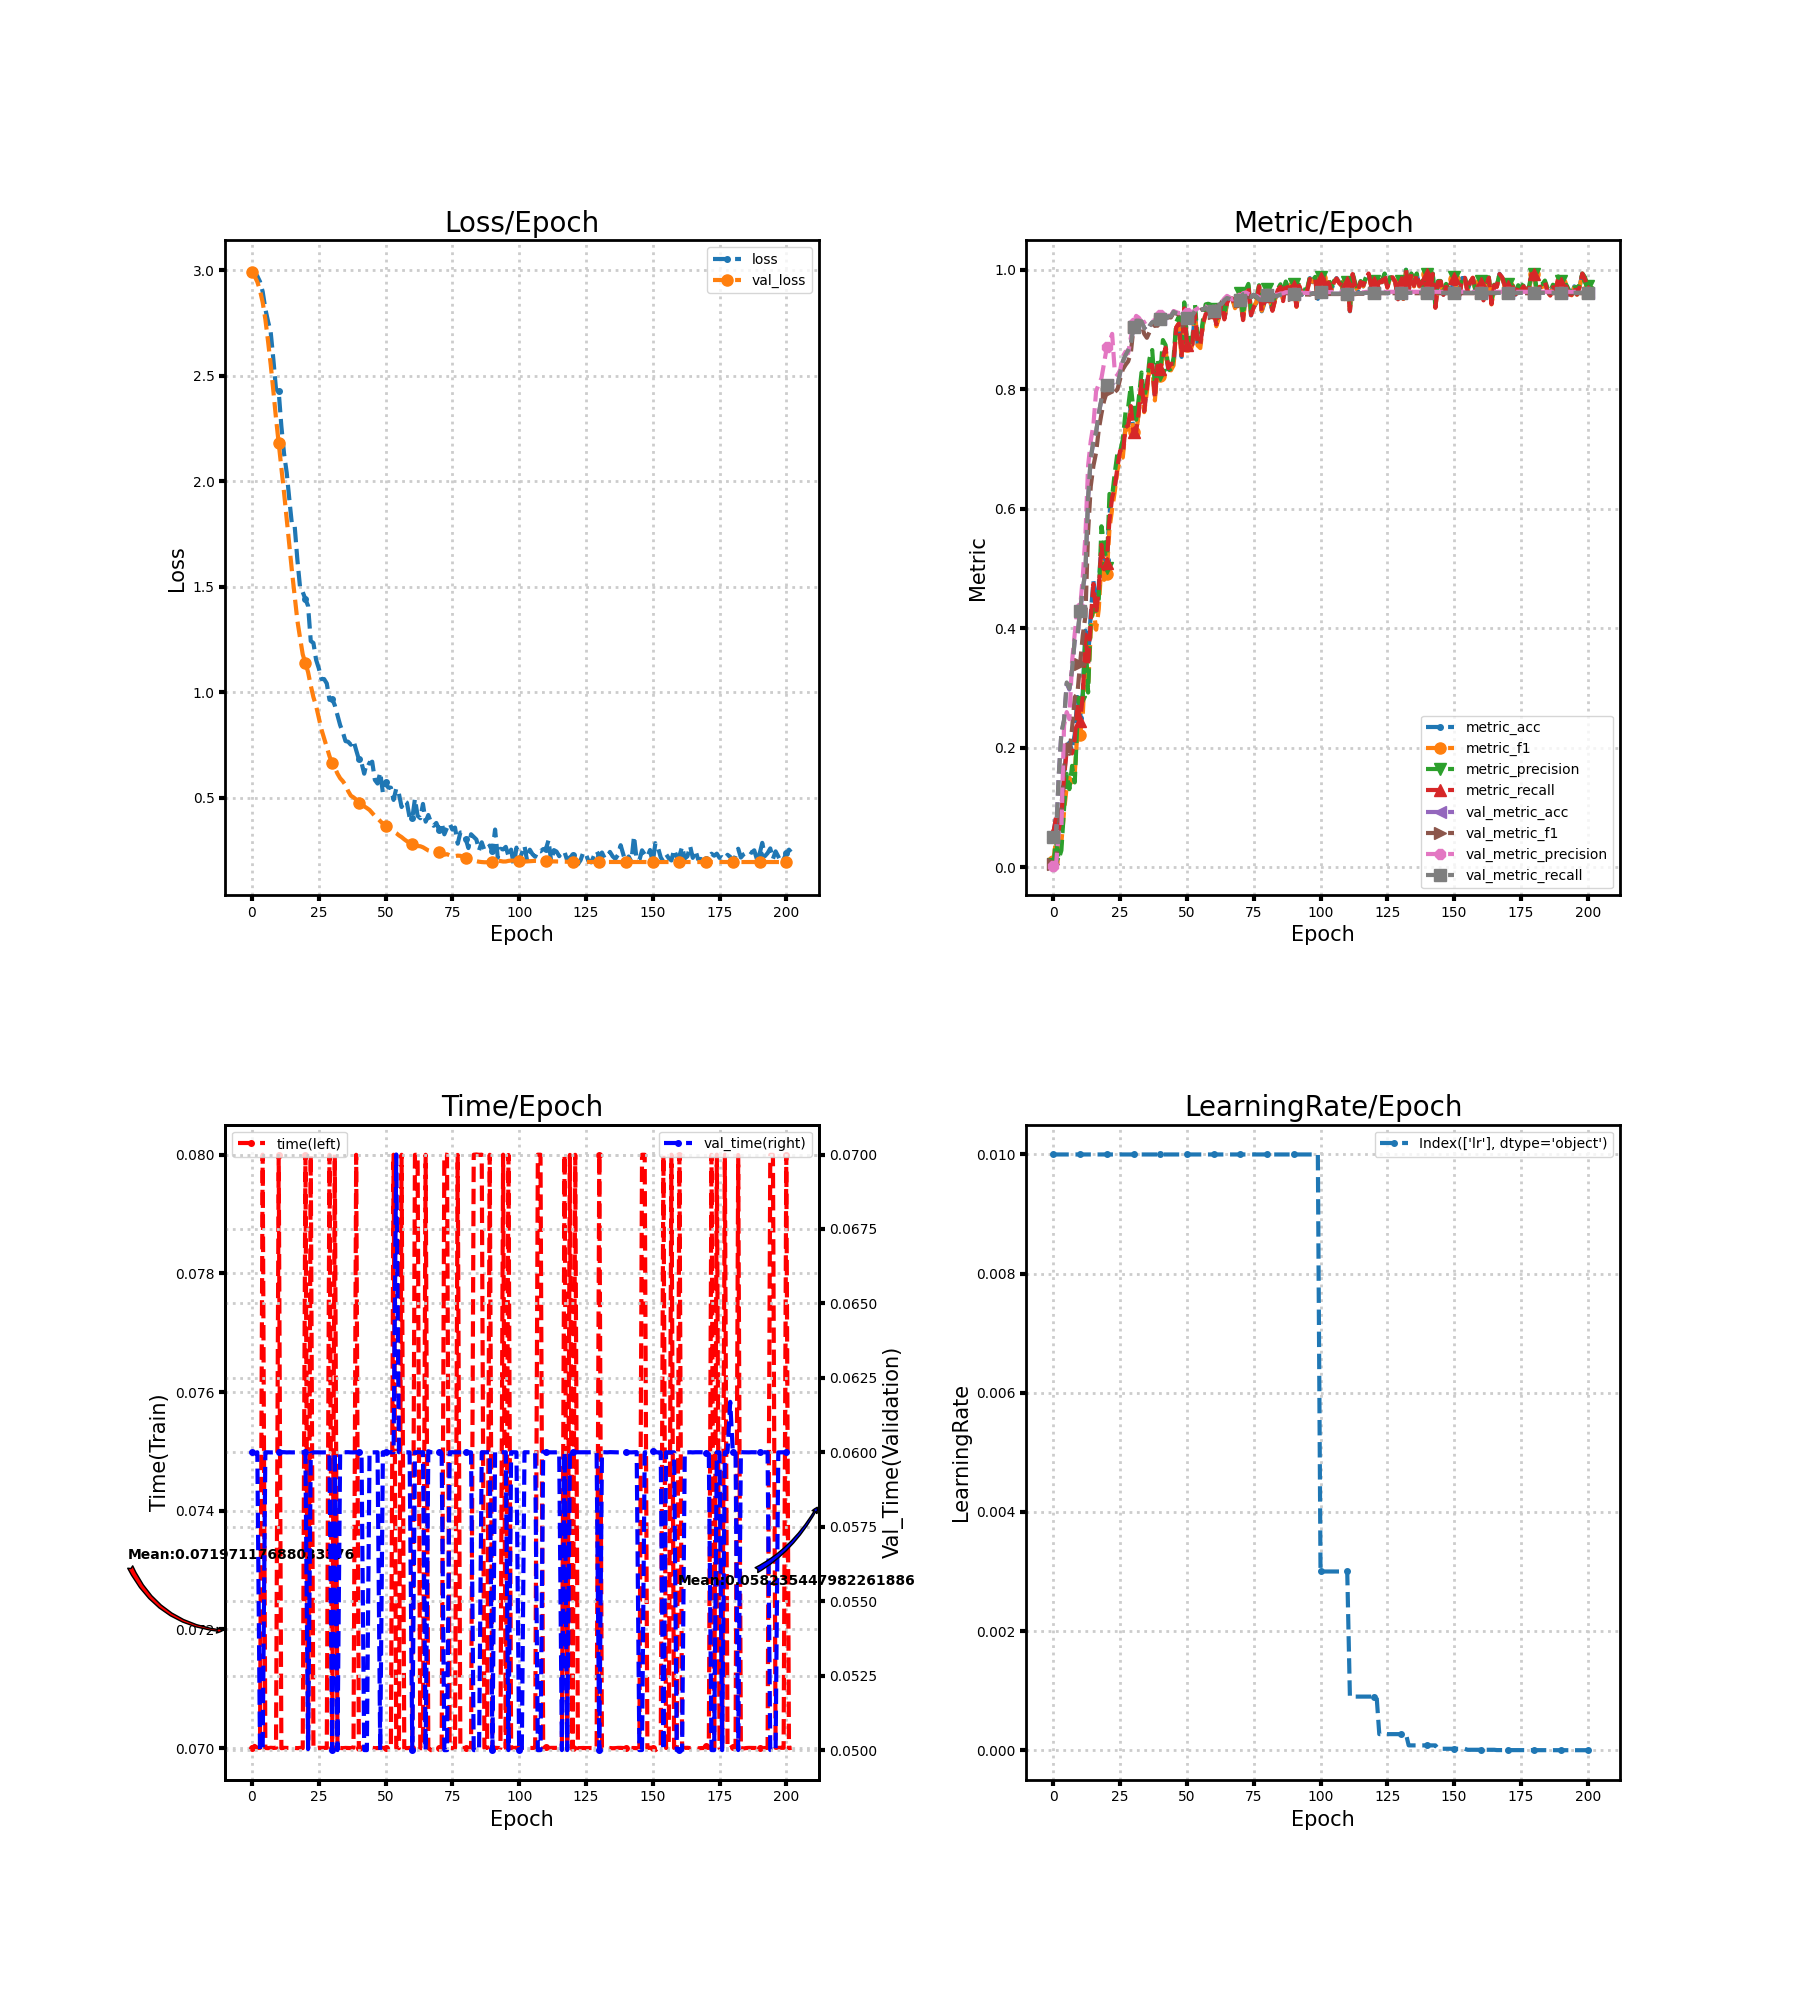 Loss/Epoch
3.0
2.5
2.0
1.5
1.0
0.5
Loss
loss
val_loss
0 25 50 75 100 125 150 175 200
Epoch
Metric/Epoch
1.0
0.8
0.6
0.4
0.2
0.0
Metric
metric_acc
metric_f1
metric_precision
metric_recall
val_metric_acc
val_metric_f1
val_metric_precision
val_metric_recall
0 25 50 75 100 125 150 175 200
Epoch
Time/Epoch
time(left)
val_time(right)
0.080
0.078
0.076
0.074
0.072
0.070
Time(Train)
0.0700
0.0675
0.0650
0.0625
0.0600
0.0575
0.0550
0.0525
0.0500
Val_Time(Validation)
Mean:0.058235447982261886
0 25 50 75 100 125 150 175 200
Epoch
LearningRate/Epoch
Index(['lr'], dtype='object')
0.010
0.008
0.006
0.004
0.002
0.000
LearningRate
0 25 50 75 100 125 150 175 200
Epoch